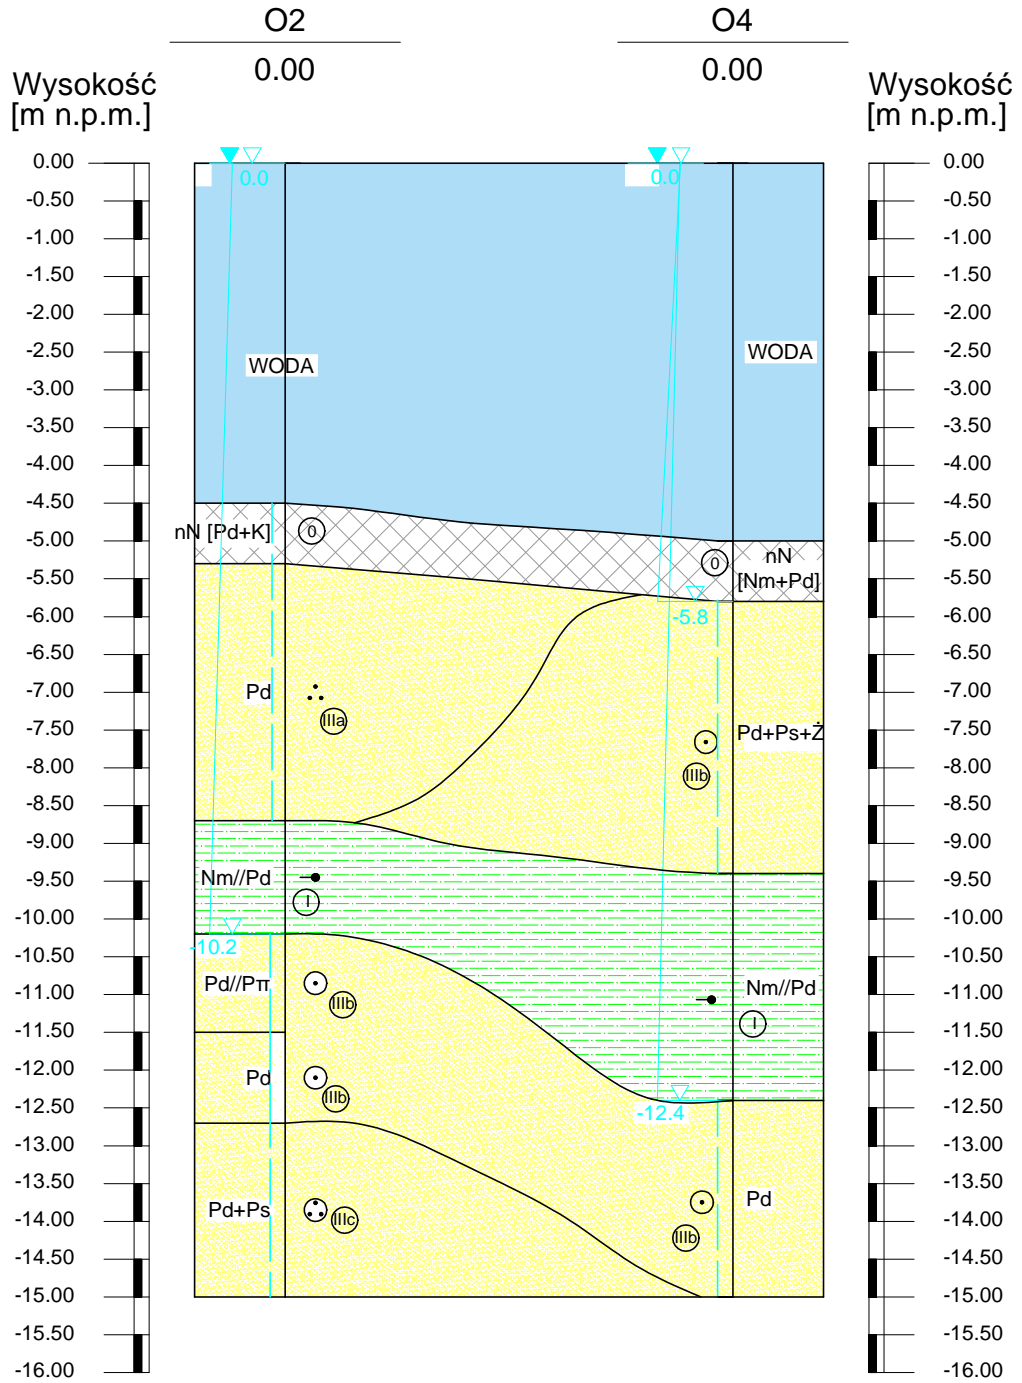 O2
O4
0.00
0.00
Wysokość
[m n.p.m.]
Wysokość
[m n.p.m.]
0.00
-0.50
-1.00
-1.50
-2.00
-2.50
-3.00
-3.50
-4.00
-4.50
-5.00
-5.50
-6.00
-6.50
-7.00
-7.50
-8.00
-8.50
-9.00
-9.50
-10.00
-10.50
-11.00
-11.50
-12.00
-12.50
-13.00
-13.50
-14.00
-14.50
-15.00
-15.50
-16.00
0.0
WODA
nN [Pd+K]
0
Pd
IIIa
Nm//Pd
I
-10.2
Pd//Pπ
IIIb
Pd
IIIb
Pd+Ps
IIIc
0.0
WODA
0
nN
[Nm+Pd]
-5.8
Pd+Ps+Ż
IIIb
Nm//Pd
I
-12.4
Pd
IIIb
0.00
-0.50
-1.00
-1.50
-2.00
-2.50
-3.00
-3.50
-4.00
-4.50
-5.00
-5.50
-6.00
-6.50
-7.00
-7.50
-8.00
-8.50
-9.00
-9.50
-10.00
-10.50
-11.00
-11.50
-12.00
-12.50
-13.00
-13.50
-14.00
-14.50
-15.00
-15.50
-16.00